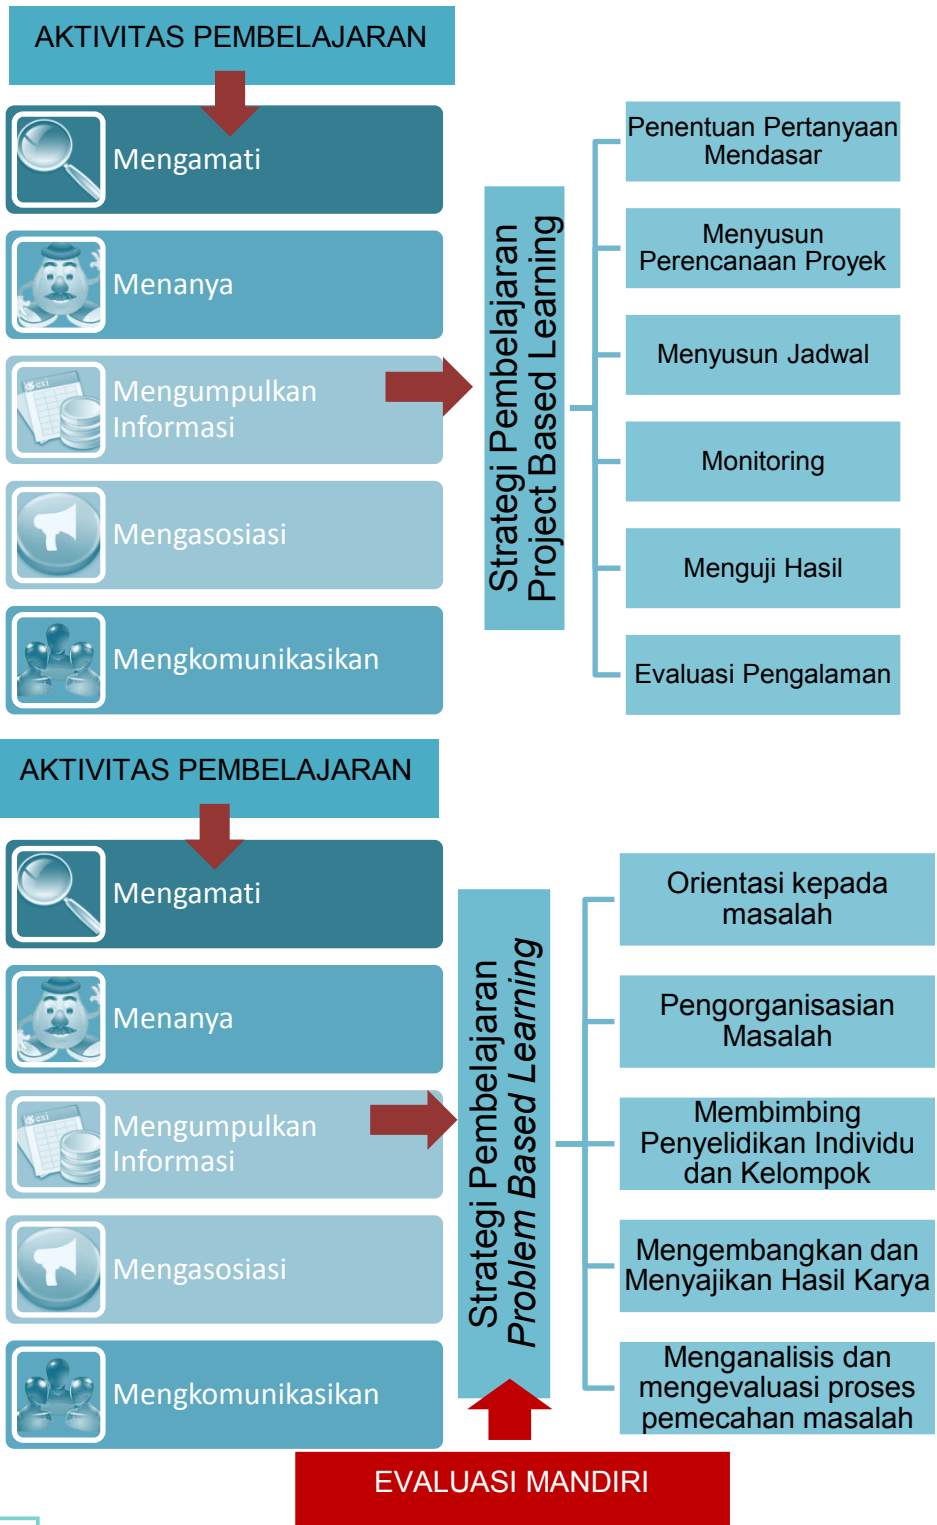 AKTIVITAS PEMBELAJARAN
Mengamati
Menanya
Mengumpulkan
Informasi
Mengasosiasi
Mengkomunikasikan
Strategi Pembelajaran
Project Based Learning
Penentuan Pertanyaan
Mendasar
Menyusun
Perencanaan Proyek
Menyusun Jadwal
Monitoring
Menguji Hasil
Evaluasi Pengalaman
AKTIVITAS PEMBELAJARAN
Mengamati
Menanya
Mengumpulkan
Informasi
Mengasosiasi
Mengkomunikasikan
Strategi Pembelajaran
Problem Based Learning
Orientasi kepada
masalah
Pengorganisasian
Masalah
Membimbing
Penyelidikan Individu
dan Kelompok
Mengembangkan dan
Menyajikan Hasil Karya
Menganalisis dan
mengevaluasi proses
pemecahan masalah
EVALUASI MANDIRI